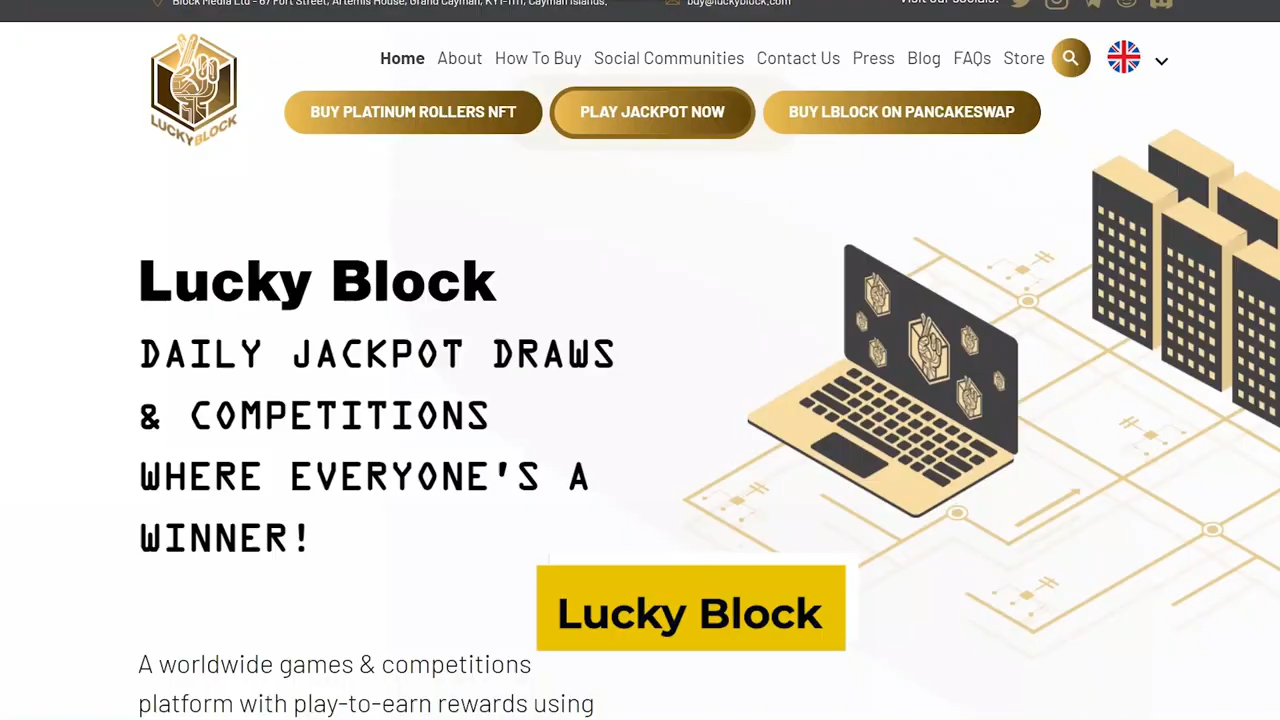 Block Media Ltd - 67 Fort Street, Artemis House, Grand Cayman, KY1-1111, Cayman Islands.
buy@luckyblock.com
Visit our socials:
LUCKYBLOCK
Home About How To Buy Social Communities Contact Us Press Blog FAQs Store
BUY PLATINUM ROLLERS NFT
PLAY JACKPOT NOW
BUY LBLOCK ON PANCAKESWAP
Lucky Block
DAILY JACKPOT DRAWS
& COMPETITIONS
WHERE EVERYONE'S A
WINNER!
Lucky Block
A worldwide games & competitions
platform with play-to-earn rewards using